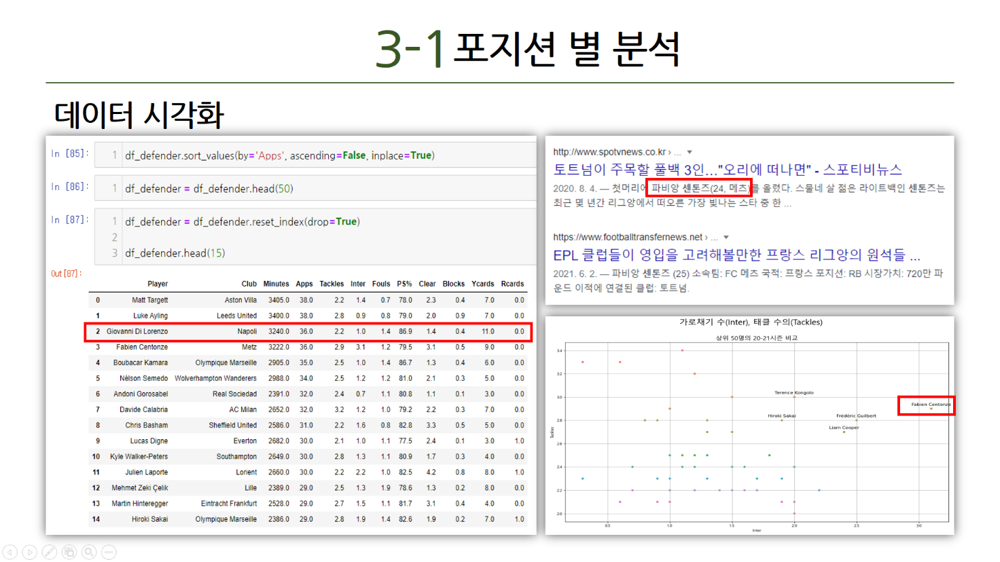 3-1 포지션 별 분석
데이터 시각화
In [85]:
1 df_defender.sort_values(by='Apps', ascending=False, inplace=True)
In [86]:
1 df_defender = df_defender.head(50)
In [87]:
1 df_defender = df_defender.reset_index(drop=True)
2
3 df_defender.head(15)
Out[87]:
Player Club Minutes Apps Tackles Inter Fouls PS% Clear Blocks Ycards Rcards
0 Matt Targett Aston Villa 3405.0 38.0 2.2 1.4 0.7 78.0 2.3 0.4 7.0 0.0
1 Luke Ayling Leeds United 3400.0 38.0 2.8 0.9 0.8 79.0 2.0 0.9 7.0 0.0
2 Giovanni Di Lorenzo Napoli 3240.0 36.0 2.2 1.0 1.4 86.9 1.4 0.4 11.0 0.0
3 Fabien Centonze Metz 3222.0 36.0 2.9 3.1 1.2 79.5 3.1 0.5 9.0 0.0
4 Boubacar Kamara Olympique Marseille 2905.0 35.0 2.5 1.0 1.4 86.7 1.3 0.4 6.0 0.0
5 Nélson Semedo Wolverhampton Wanderers 2988.0 34.0 2.5 1.2 1.2 81.0 2.1 0.3 5.0 0.0
6 Andoni Gorosabel Real Sociedad 2391.0 32.0 2.4 0.7 1.1 80.8 1.1 0.1 3.0 0.0
7 Davide Calabria AC Milan 2652.0 32.0 3.2 1.2 1.0 79.2 2.2 0.3 7.0 0.0
8 Chris Basham Sheffield United 2586.0 31.0 2.2 1.6 0.8 82.8 3.3 0.5 5.0 0.0
9 Lucas Digne Everton 2682.0 30.0 2.1 1.0 1.1 77.5 2.4 0.1 3.0 1.0
10 Kyle Walker-Peters Southampton 2649.0 30.0 2.8 1.3 1.1 80.9 1.7 0.3 4.0 0.0
11 Julien Laporte Lorient 2660.0 30.0 2.2 2.2 1.0 82.5 4.2 0.8 8.0 1.0
12 Mehmet Zeki Çelik Lille 2389.0 29.0 2.5 1.3 1.9 78.6 1.3 0.2 8.0 0.0
13 Martin Hinteregger Eintracht Frankfurt 2528.0 29.0 2.7 1.5 1.1 81.7 3.1 0.4 4.0 0.0
14 Hiroki Sakai Olympique Marseille 2386.0 29.0 2.8 1.9 1.4 82.6 1.9 0.2 7.0 1.0
http://www.spotvnews.co.kr › ...
토트넘이 주목할 풀백 3인..."오리에 떠나면" - 스포티비뉴스
2020. 8. 4. — 첫머리에 파비앙 센톤즈(24, 메츠)를 올렸다. 스물네 살 젊은 라이트백인 센톤즈는
최근 몇 년간 리그앙에서 떠오른 가장 빛나는 스타 중 한 ...
https://www.footballtransfernews.net › ...
EPL 클럽들이 영입을 고려해볼만한 프랑스 리그앙의 원석들 ...
2021. 6. 2. — 파비앙 센톤즈 (25) 소속팀: FC 메츠 국적: 프랑스 포지션: RB 시장가치: 720만 파
운드 이적에 연결된 클럽: 토트넘.
가로채기 수(Inter), 태클 수의(Tackles)
상위 50명의 20-21시즌 비교
3.4
3.2
3.0
2.8
2.6
2.4
2.2
2.0
Tackles
Terence Kongolo
Fabien Centonze
Hiroki Sakai
Frédéric Guilbert
Liam Cooper
0.5 1.0 1.5 2.0 2.5 3.0
Inter